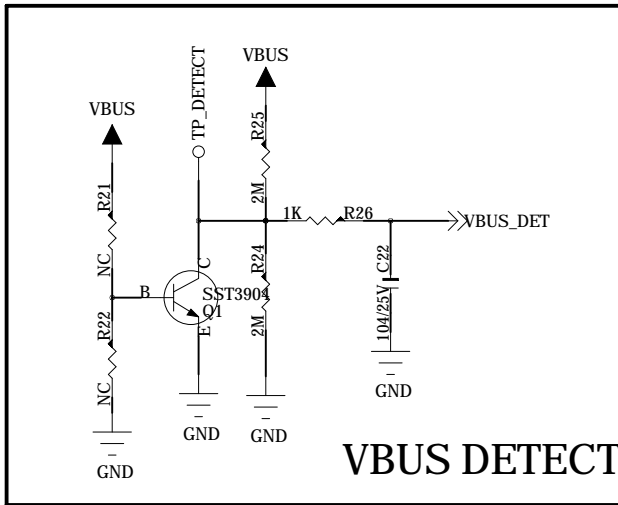 VBUS
TP_DETECT
VBUS
R25
2M
R21
NC
1K
R26
VBUS_DET
C
R24
2M
C22
104/25V
B
SST3904
Q1
E
R22
NC
GND
GND
GND
GND
VBUS DETECT